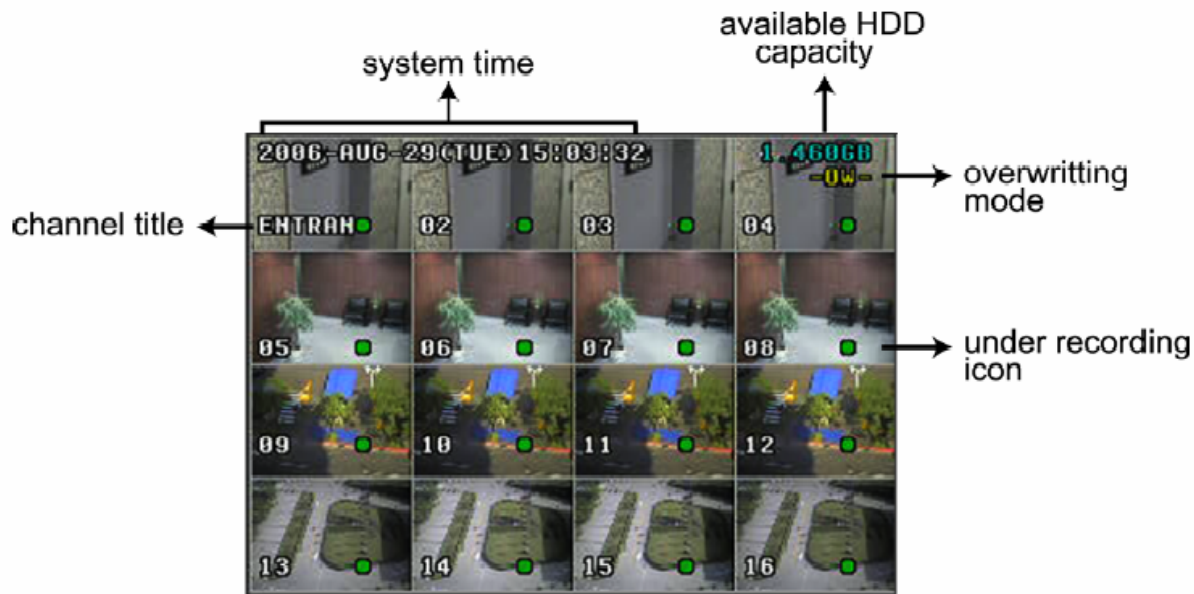 available HDD
capacity
system time
2006-AUG-29(TUE)15:03:32
1.460GB
-OW-
overwritting
mode
channel title
ENTRAN
02
03
04
05
06
07
08
under recording
icon
09
10
11
12
13
14
15
16